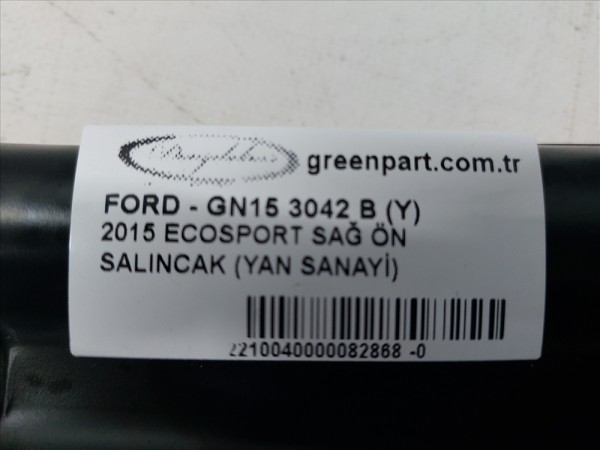 greenpart.com.tr
FORD - GN15 3042 B (Y)
2015 ECOSPORT SAĞ ÖN
SALINCAK (YAN SANAYİ)
2210040000082868 -0